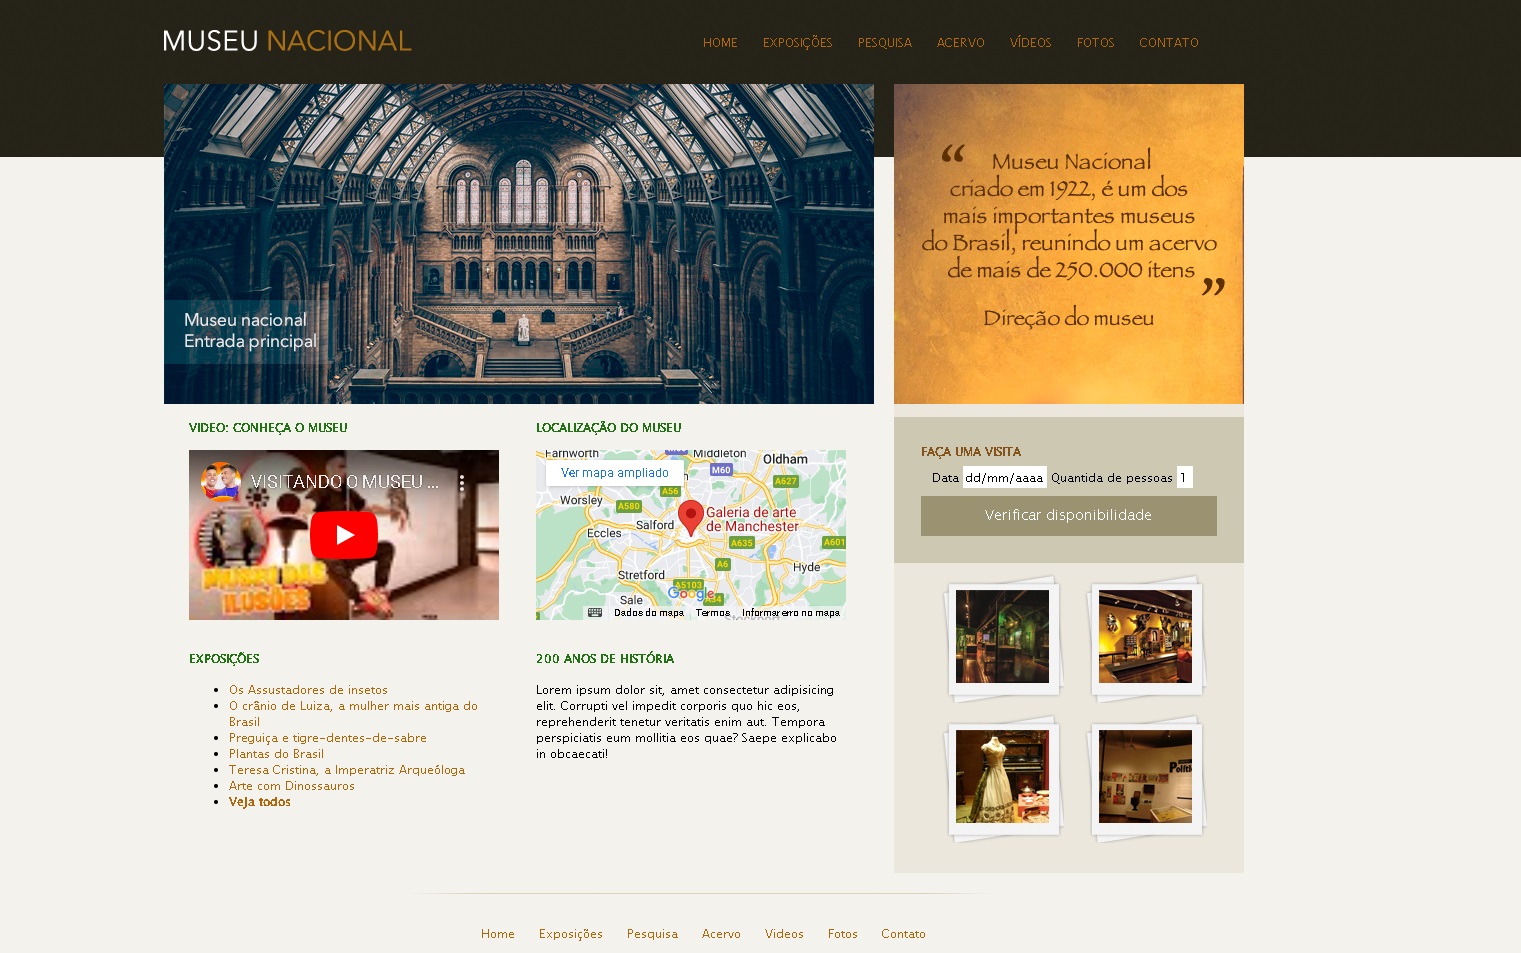 MUSEU NACIONAL
HOME EXPOSIÇÕES PESQUISA ACERVO VÍDEOS FOTOS CONTATO
Museu nacional
Entrada principal
“ Museu Nacional
criado em 1922, é um dos
mais importantes museus
do Brasil, reunindo um acervo
de mais de 250.000 itens ”
Direção do museu
VIDEO: CONHEÇA O MUSEU
VISITANDO O MUSEU ...
MUSEU DAS
ILUSÕES
LOCALIZAÇÃO DO MUSEU
Ver mapa ampliado
Farnworth
Middleton
Oldham
M60
A627
A56
Worsley
A580
Salford
Eccles
Galeria de arte
de Manchester
A635
A601
A6
Hyde
Stretford
A5103
Sale
Google
A34
Stockport
Dados do mapa Termos Informar erro no mapa
FAÇA UMA VISITA
Data dd/mm/aaaa Quantida de pessoas 1
Verificar disponibilidade
EXPOSIÇÕES
Os Assustadores de insetos
O crânio de Luiza, a mulher mais antiga do
Brasil
Preguiça e tigre-dentes-de-sabre
Plantas do Brasil
Teresa Cristina, a Imperatriz Arqueóloga
Arte com Dinossauros
Veja todos
200 ANOS DE HISTÓRIA
Lorem ipsum dolor sit, amet consectetur adipisicing
elit. Corrupti vel impedit corporis quo hic eos,
reprehenderit tenetur veritatis enim aut. Tempora
perspiciatis eum mollitia eos quae? Saepe explicabo
in obcaecati!
Home Exposições Pesquisa Acervo Videos Fotos Contato